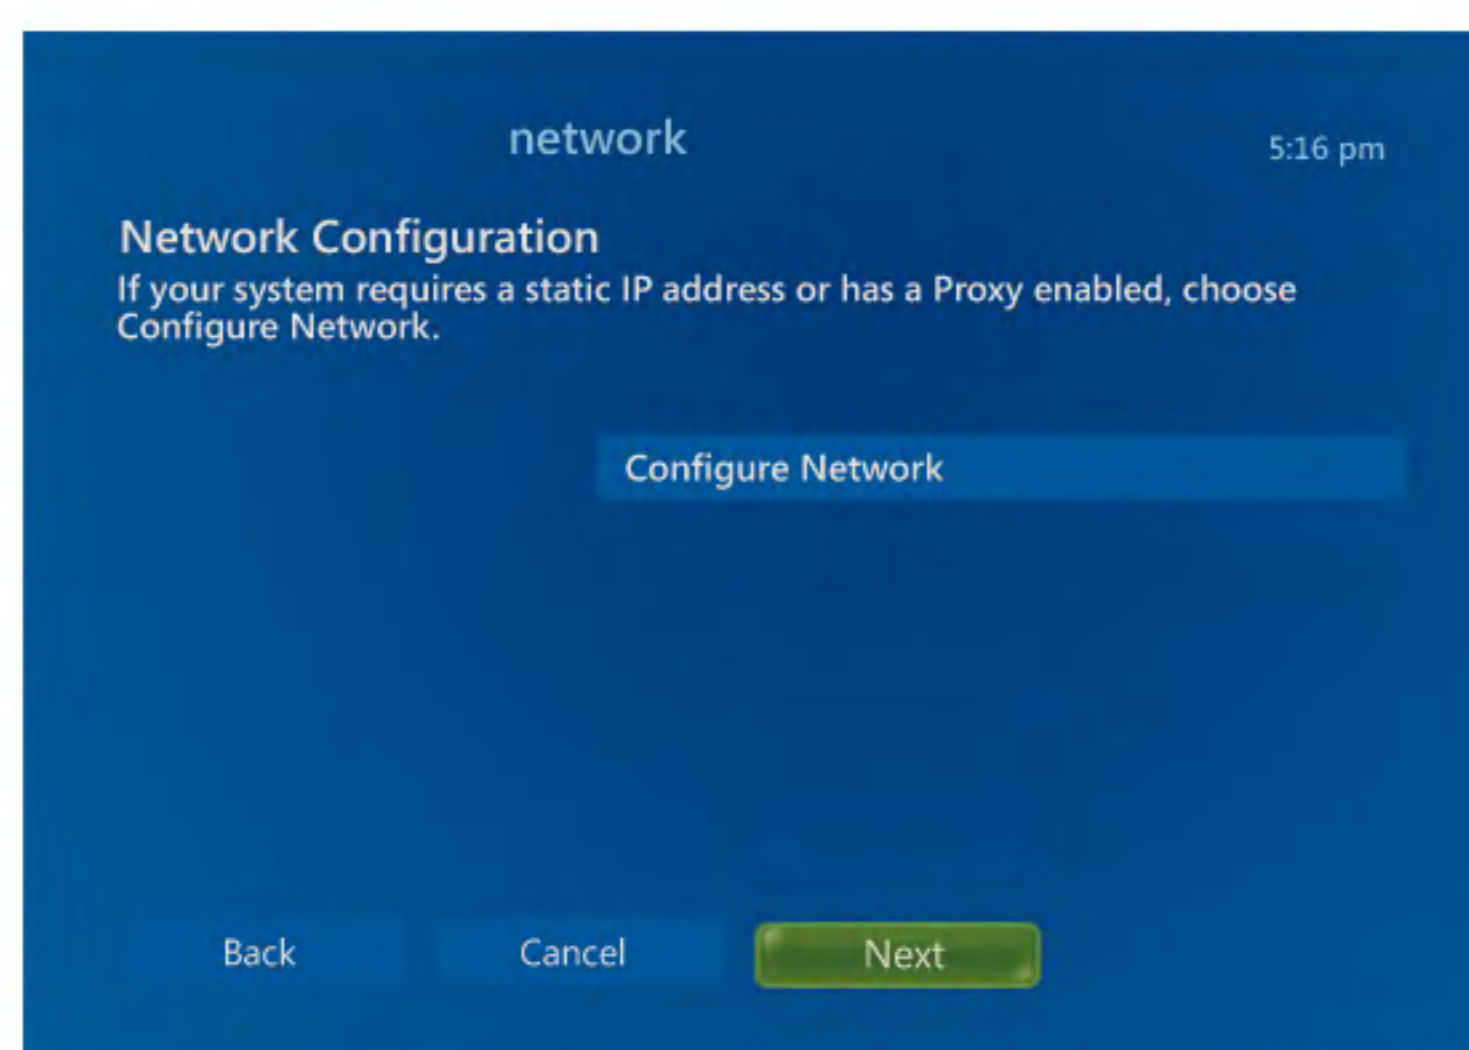 network
5:16 pm
Network Configuration
If your system requires a static IP address or has a Proxy enabled, choose
Configure Network.
Configure Network
Back
Cancel
Next